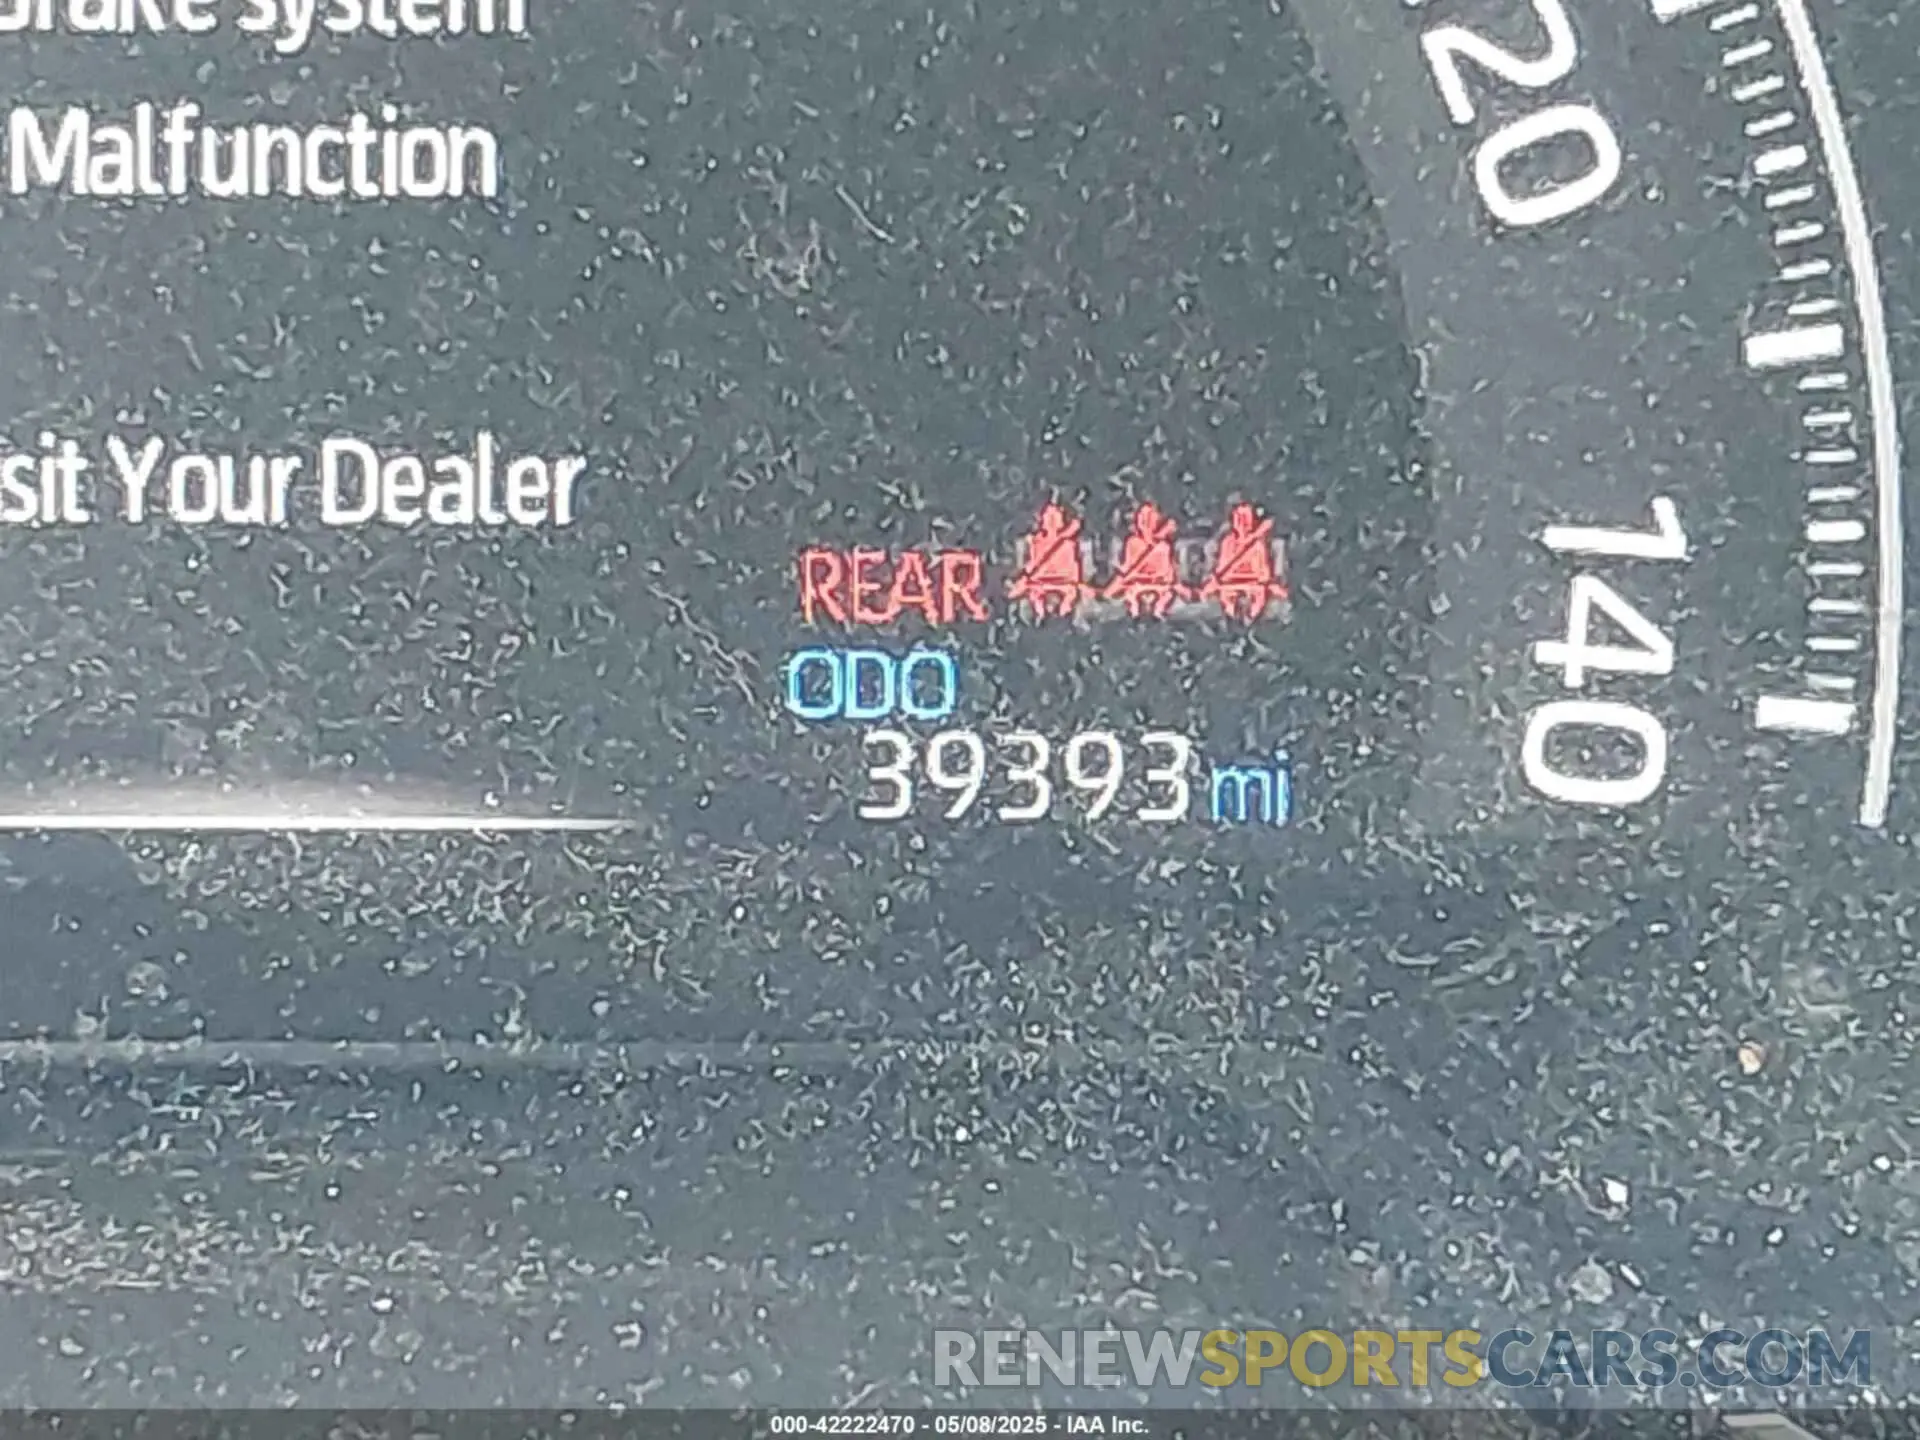 brake system
Malfunction
sit Your Dealer
REAR
ODO
39393 mi
20
140
RENEWSPORTSCARS.COM
000-42222470 - 05/08/2025 - IAA Inc.